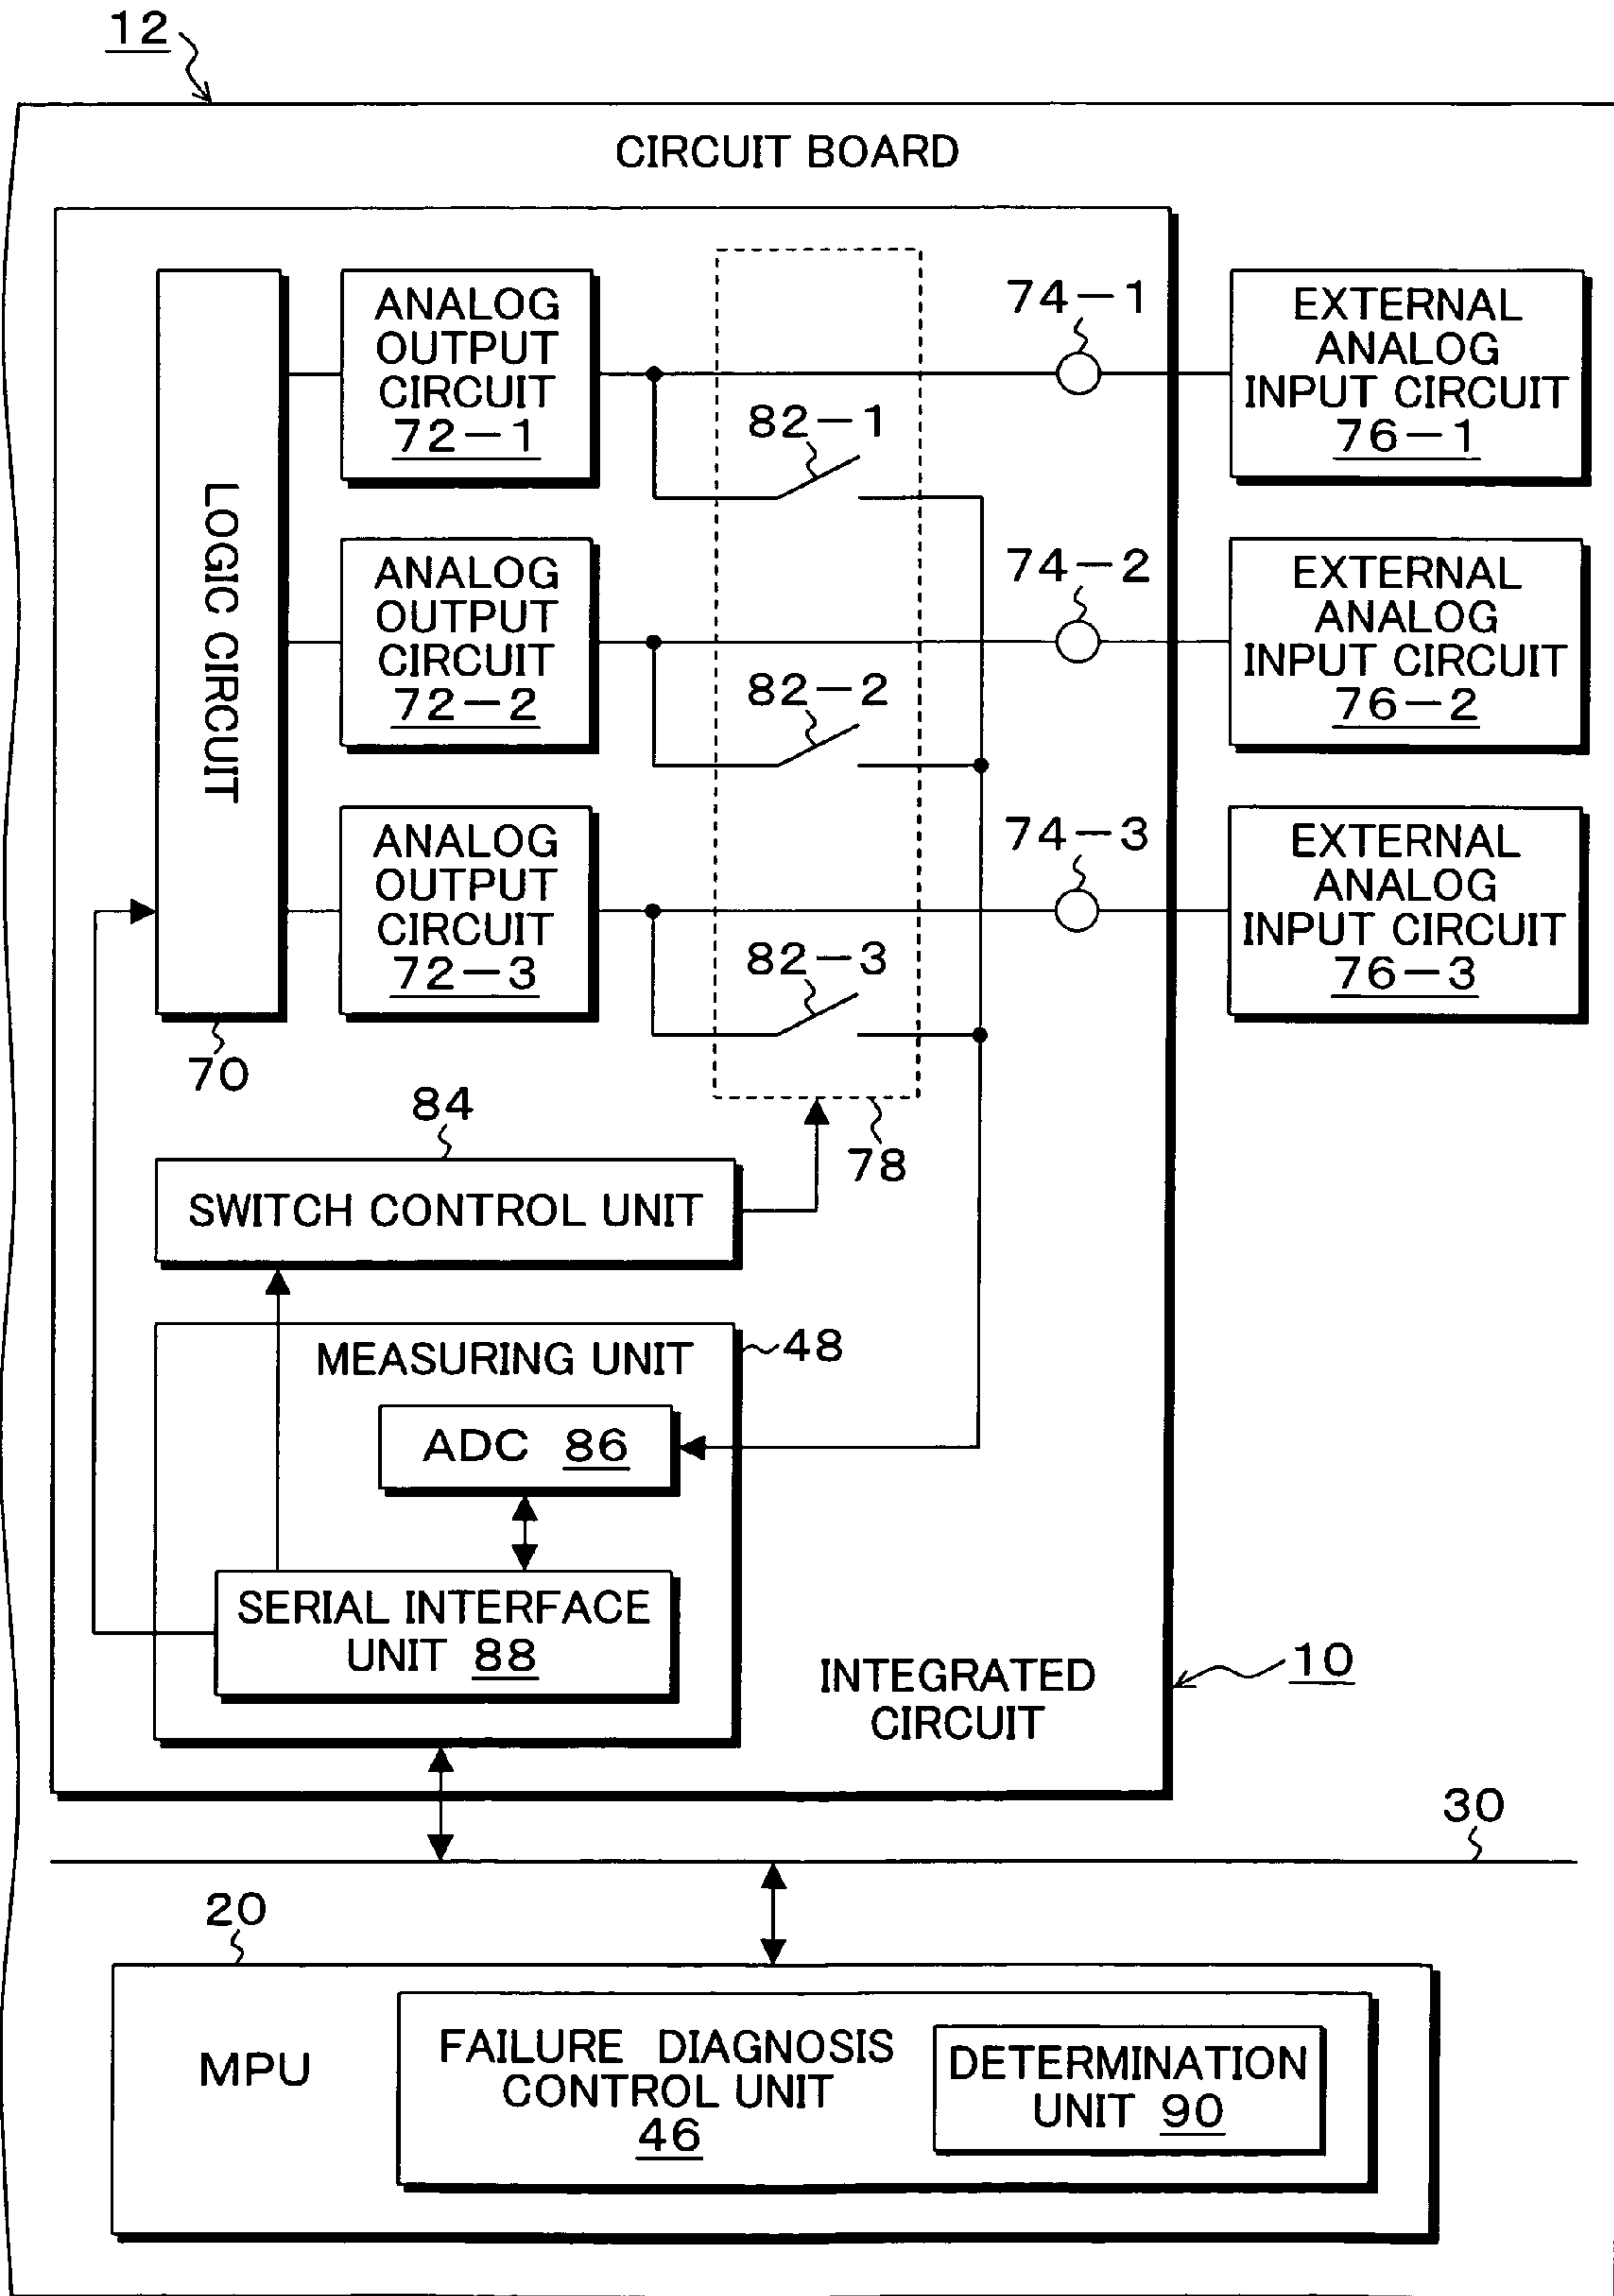 12
CIRCUIT BOARD
LOGIC CIRCUIT
70
ANALOG
OUTPUT
CIRCUIT
72-1
82-1
74-1
EXTERNAL
ANALOG
INPUT CIRCUIT
76-1
ANALOG
OUTPUT
CIRCUIT
72-2
82-2
74-2
EXTERNAL
ANALOG
INPUT CIRCUIT
76-2
ANALOG
OUTPUT
CIRCUIT
72-3
82-3
74-3
EXTERNAL
ANALOG
INPUT CIRCUIT
76-3
84
78
SWITCH CONTROL UNIT
MEASURING UNIT
48
ADC 86
SERIAL INTERFACE
UNIT 88
INTEGRATED
CIRCUIT
10
30
20
MPU
FAILURE DIAGNOSIS
CONTROL UNIT
46
DETERMINATION
UNIT 90